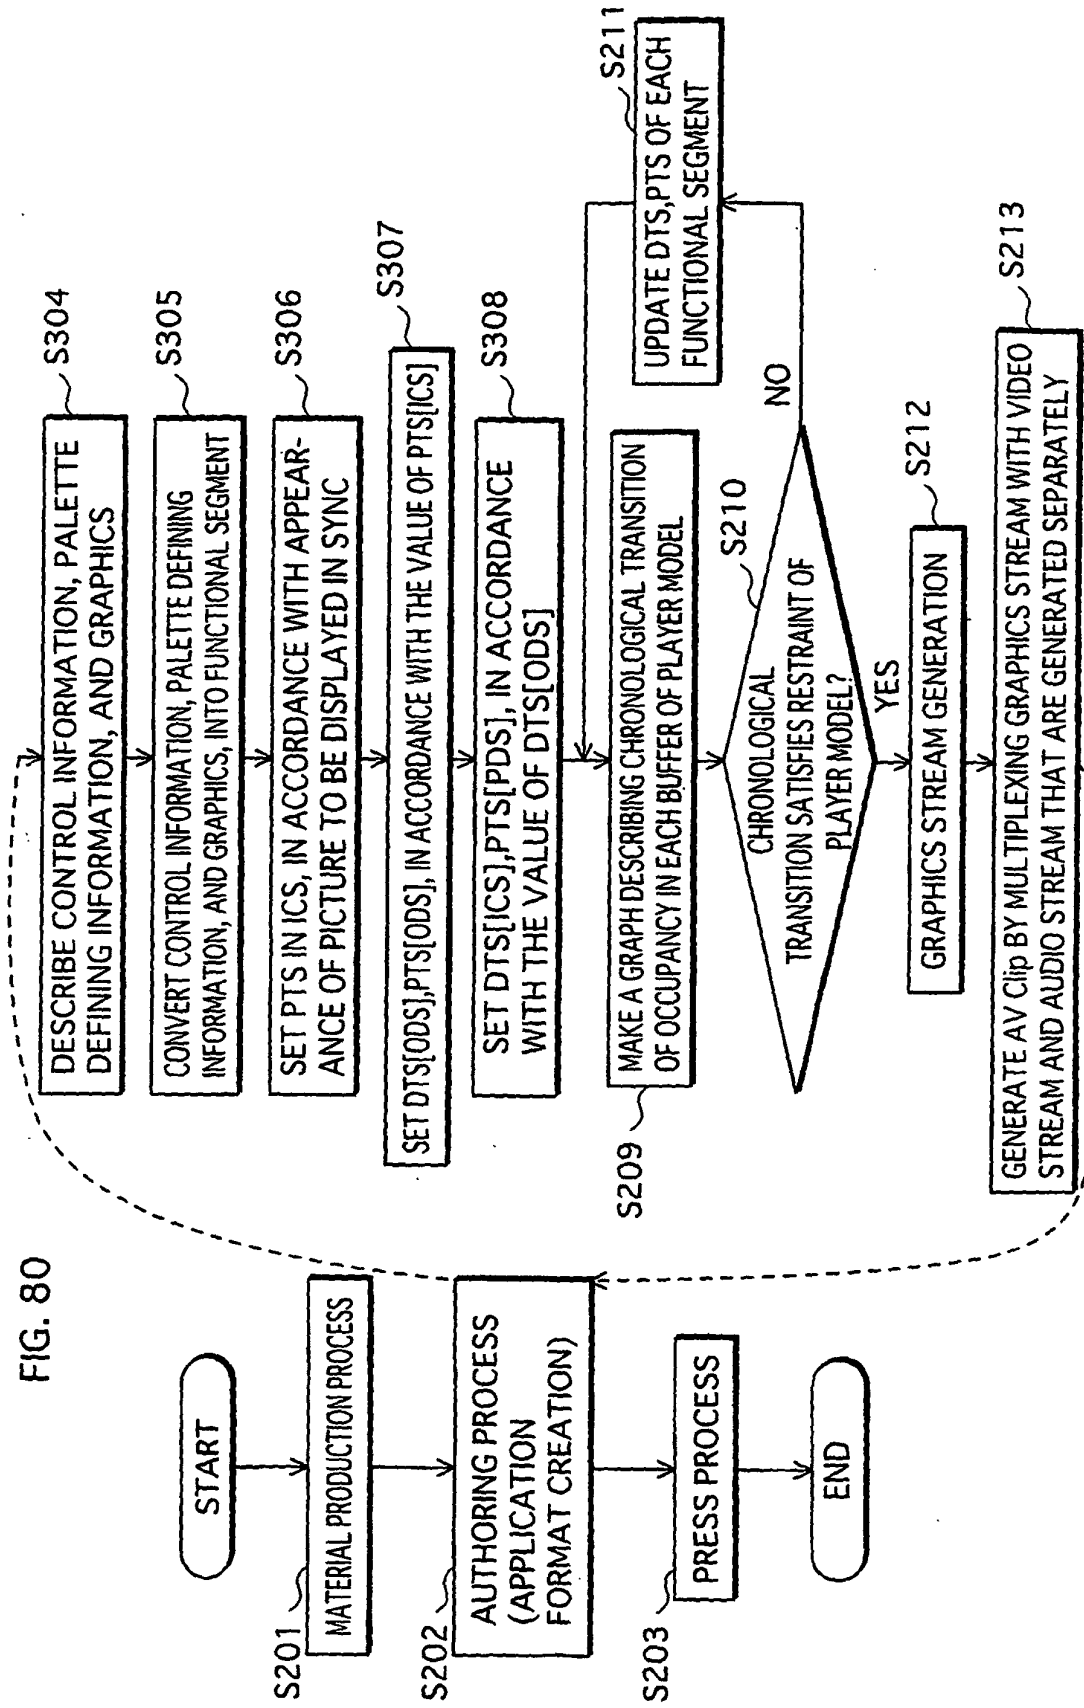 FIG. 80
START
S201
MATERIAL PRODUCTION PROCESS
S202
AUTHORING PROCESS
(APPLICATION
FORMAT CREATION)
S203
PRESS PROCESS
END
S304
DESCRIBE CONTROL INFORMATION, PALETTE
DEFINING INFORMATION, AND GRAPHICS
S305
CONVERT CONTROL INFORMATION, PALETTE DEFINING
INFORMATION, AND GRAPHICS, INTO FUNCTIONAL SEGMENT
S306
SET PTS IN ICS, IN ACCORDANCE WITH APPEAR-
ANCE OF PICTURE TO BE DISPLAYED IN SYNC
S307
SET DTS[ODS],PTS[ODS], IN ACCORDANCE WITH THE VALUE OF PTS[ICS]
S308
SET DTS[ICS],PTS[PDS], IN ACCORDANCE
WITH THE VALUE OF DTS[ODS]
S209
MAKE A GRAPH DESCRIBING CHRONOLOGICAL TRANSITION
OF OCCUPANCY IN EACH BUFFER OF PLAYER MODEL
S210
CHRONOLOGICAL
TRANSITION SATISFIES RESTRAINT OF
PLAYER MODEL?
NO
YES
S211
UPDATE DTS,PTS OF EACH
FUNCTIONAL SEGMENT
S212
GRAPHICS STREAM GENERATION
S213
GENERATE AV Clip BY MULTIPLEXING GRAPHICS STREAM WITH VIDEO
STREAM AND AUDIO STREAM THAT ARE GENERATED SEPARATELY